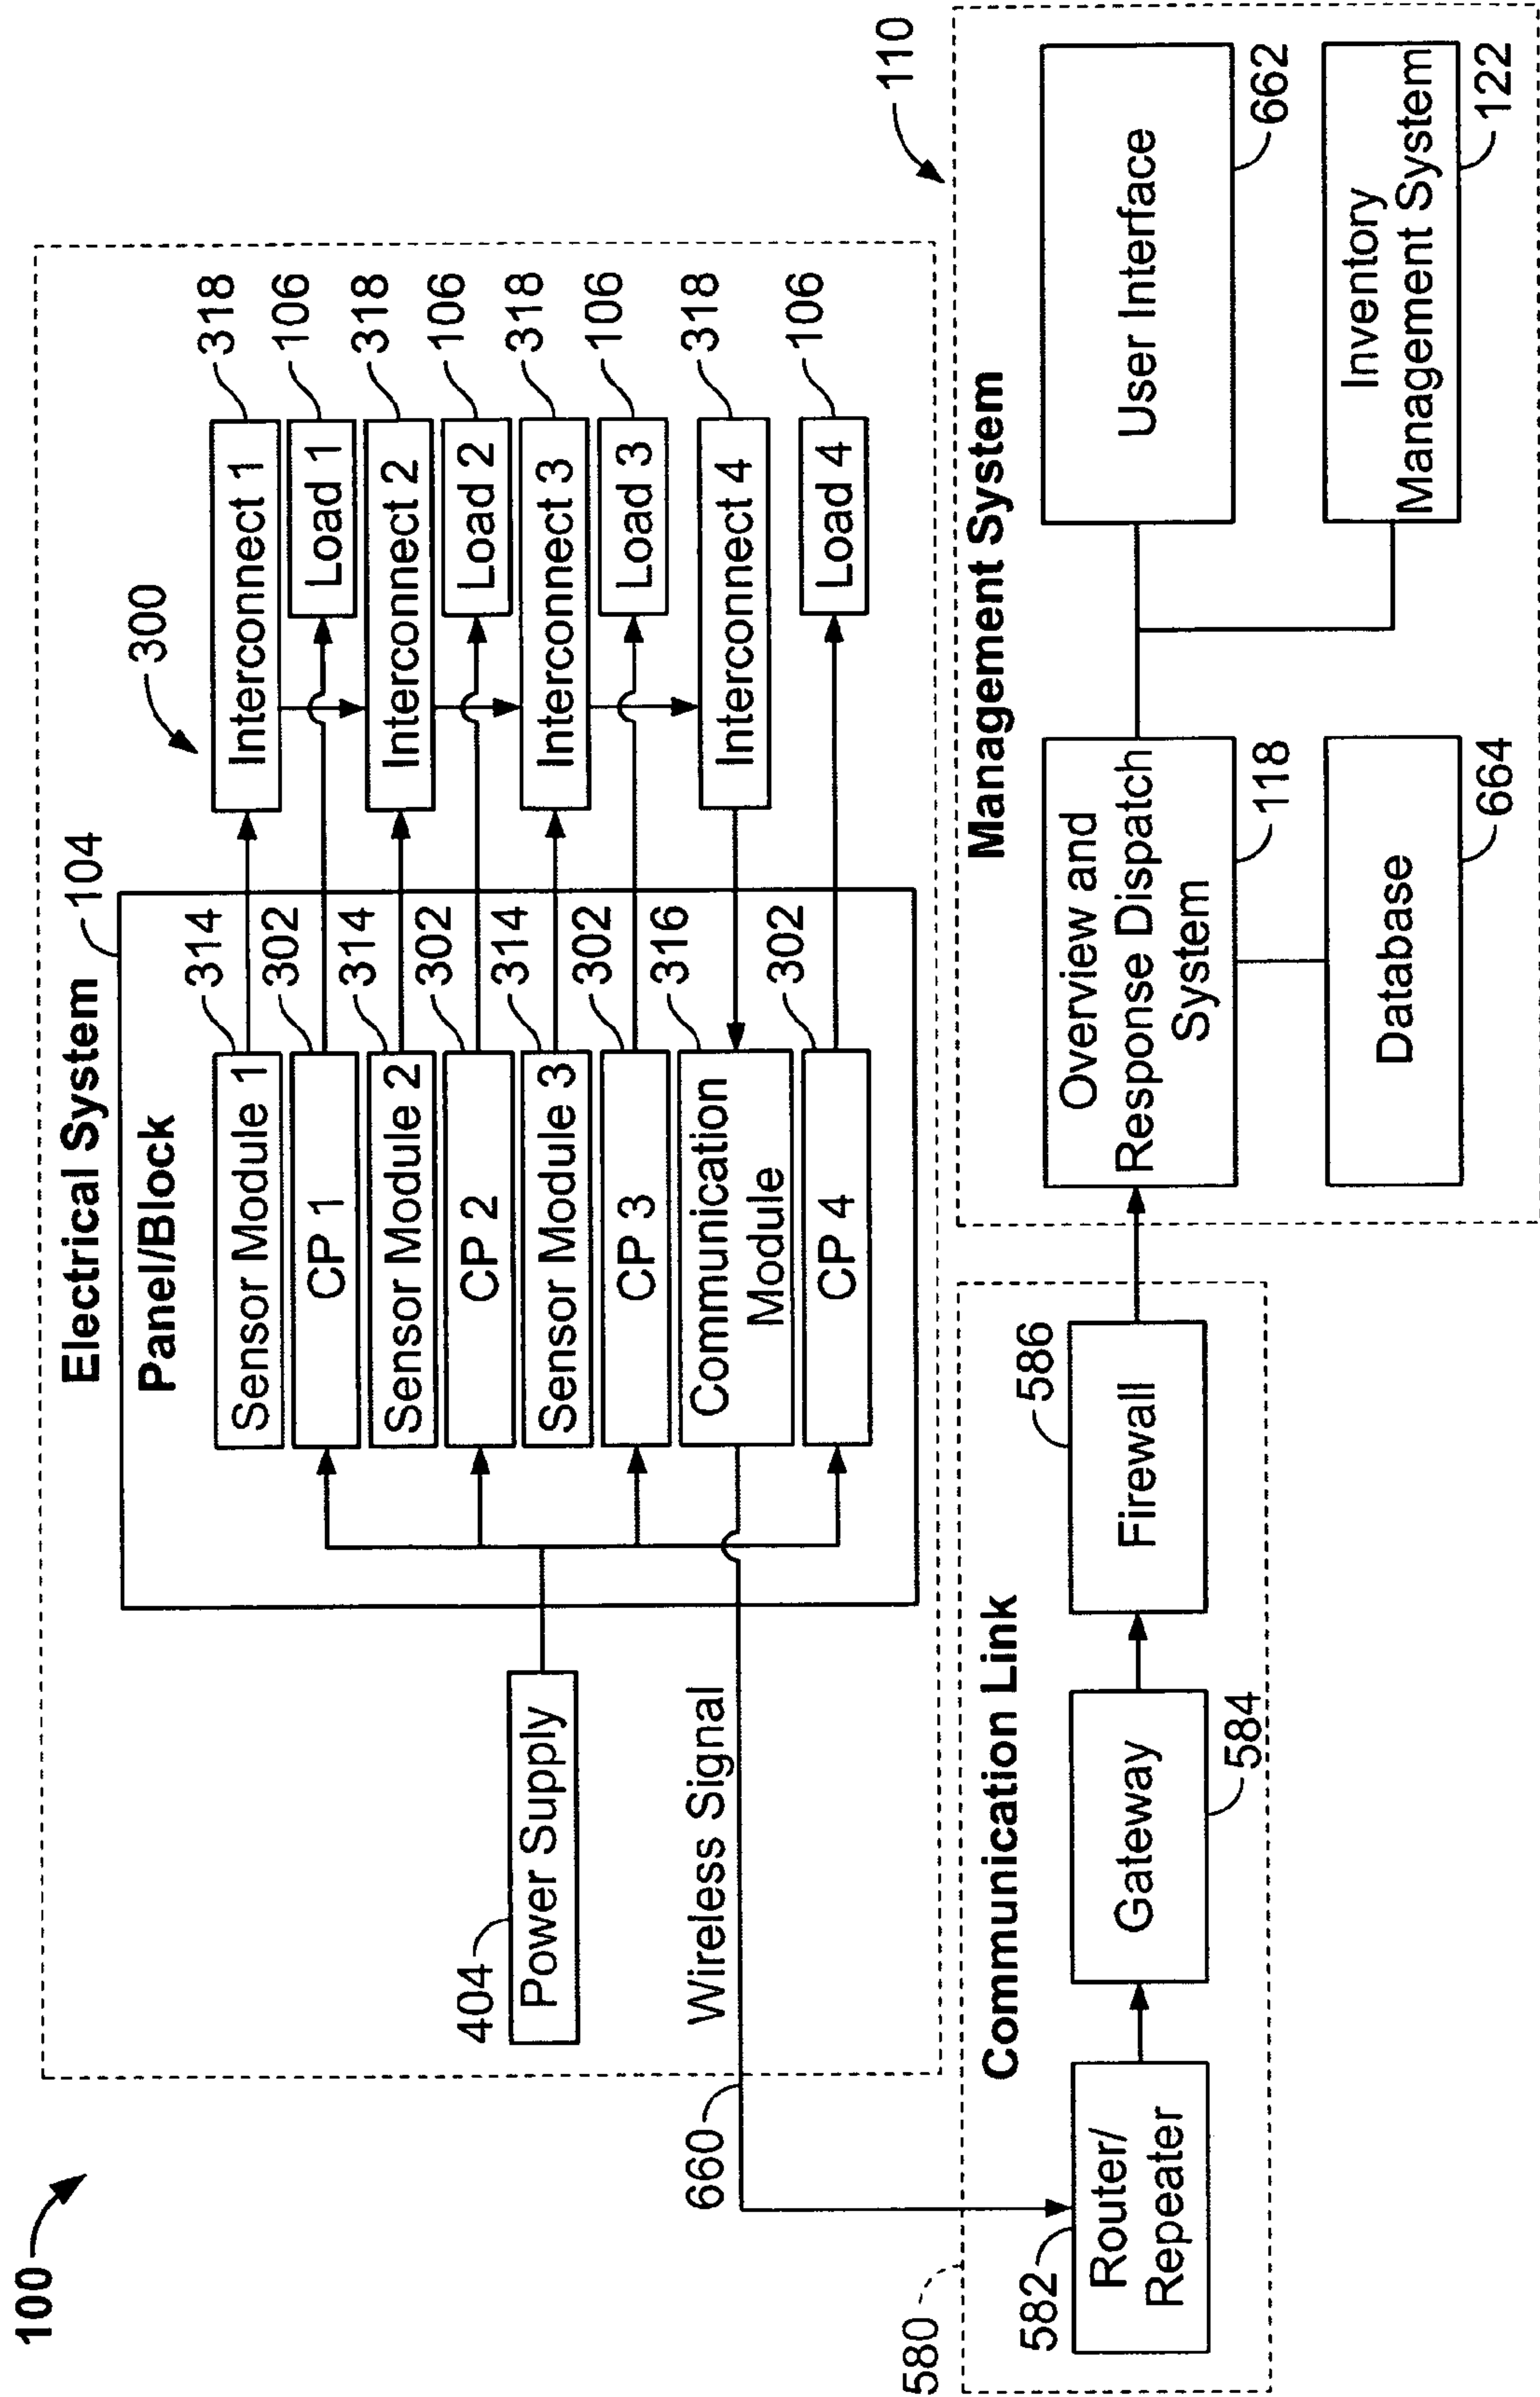 100
Electrical System
104
300
Panel/Block
314
Sensor Module 1
302
CP 1
314
Sensor Module 2
302
CP 2
314
Sensor Module 3
302
CP 3
316
Communication
Module
302
CP 4
Interconnect 1
318
Load 1
106
Interconnect 2
318
Load 2
106
Interconnect 3
318
Load 3
106
Interconnect 4
318
Load 4
106
404
Power Supply
Wireless Signal
660
580
Communication Link
582
Router/
Repeater
Gateway
584
Firewall
586
110
Management System
Overview and
Response Dispatch
System
118
Database
664
User Interface
662
Inventory
Management System
122